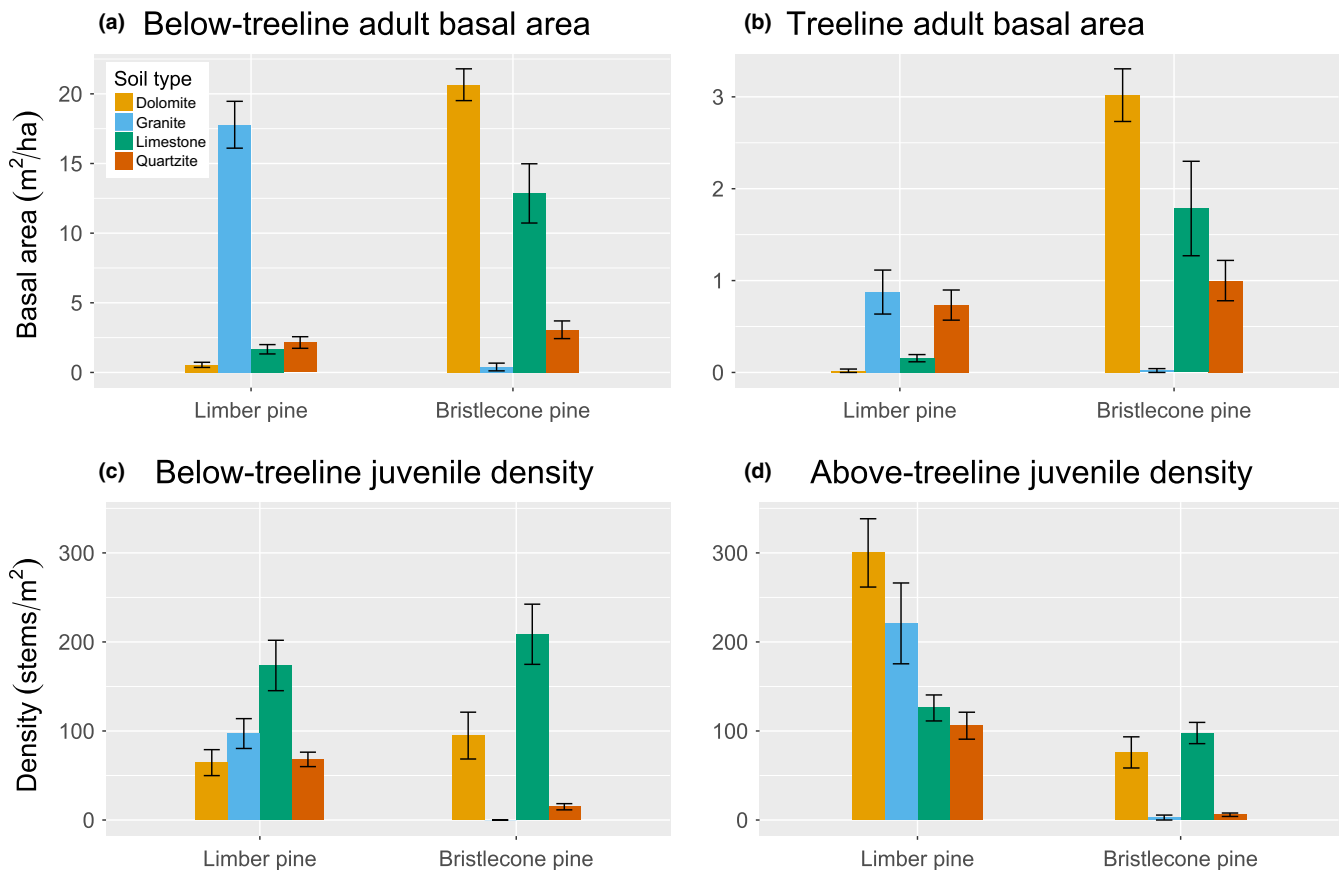 (a) Below-treeline adult basal area
Basal area (m²/ha)
20
15
10
5
0
Soil type
Dolomite
Granite
Limestone
Quartzite
Limber pine Bristlecone pine
(b) Treeline adult basal area
3
2
1
0
Limber pine Bristlecone pine
(c) Below-treeline juvenile density
Density (stems/m²)
300
200
100
0
Limber pine Bristlecone pine
(d) Above-treeline juvenile density
300
200
100
0
Limber pine Bristlecone pine